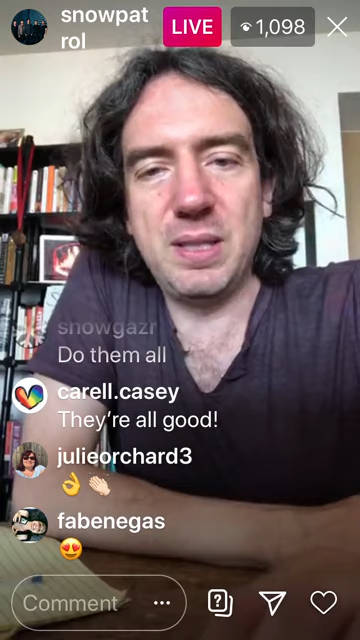 snowpat
rol
LIVE
1,098
snowgazr
Do them all
carell.casey
They're all good!
julieorchard3
👌🏻👏🏻
fabenegas
😍
Comment